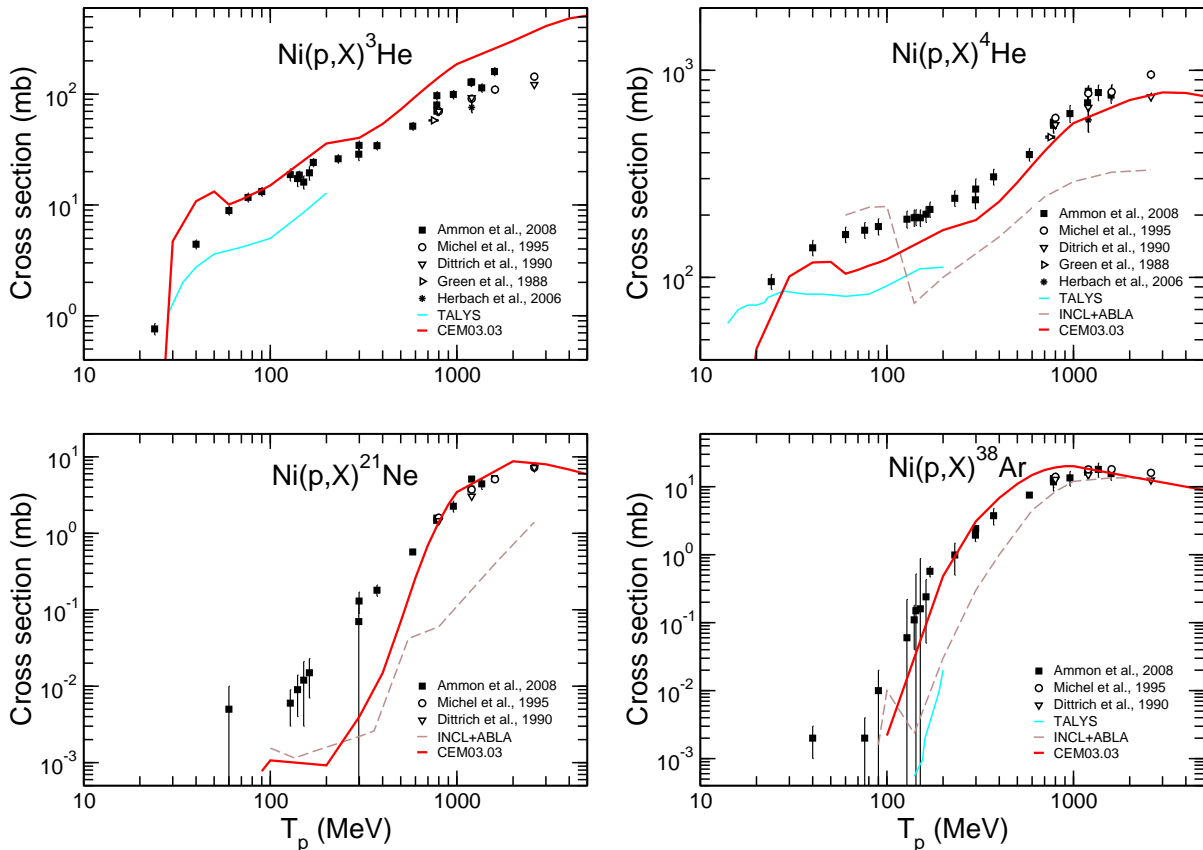 Ni(p,X)³He
Cross section (mb)
10²
10¹
10⁰
10
100
1000
Ammon et al., 2008
Michel et al., 1995
Dittrich et al., 1990
Green et al., 1988
Herbach et al., 2006
TALYS
CEM03.03
Ni(p,X)⁴He
Cross section (mb)
10³
10²
10
100
1000
Ammon et al., 2008
Michel et al., 1995
Ditrich et al., 1990
Green et al., 1988
Herbach et al., 2006
TALYS
INCL+ABLA
CEM03.03
Ni(p,X)²¹Ne
Cross section (mb)
10¹
10⁰
10⁻¹
10⁻²
10⁻³
10
100
1000
Tₚ (MeV)
Ammon et al., 2008
Michel et al., 1995
Dittrich et al., 1990
INCL+ABLA
CEM03.03
Ni(p,X)³⁸Ar
Cross section (mb)
10¹
10⁰
10⁻¹
10⁻²
10⁻³
10
100
1000
Tₚ (MeV)
Ammon et al., 2008
Michel et al., 1995
Dittrich et al., 1990
TALYS
INCL+ABLA
CEM03.03